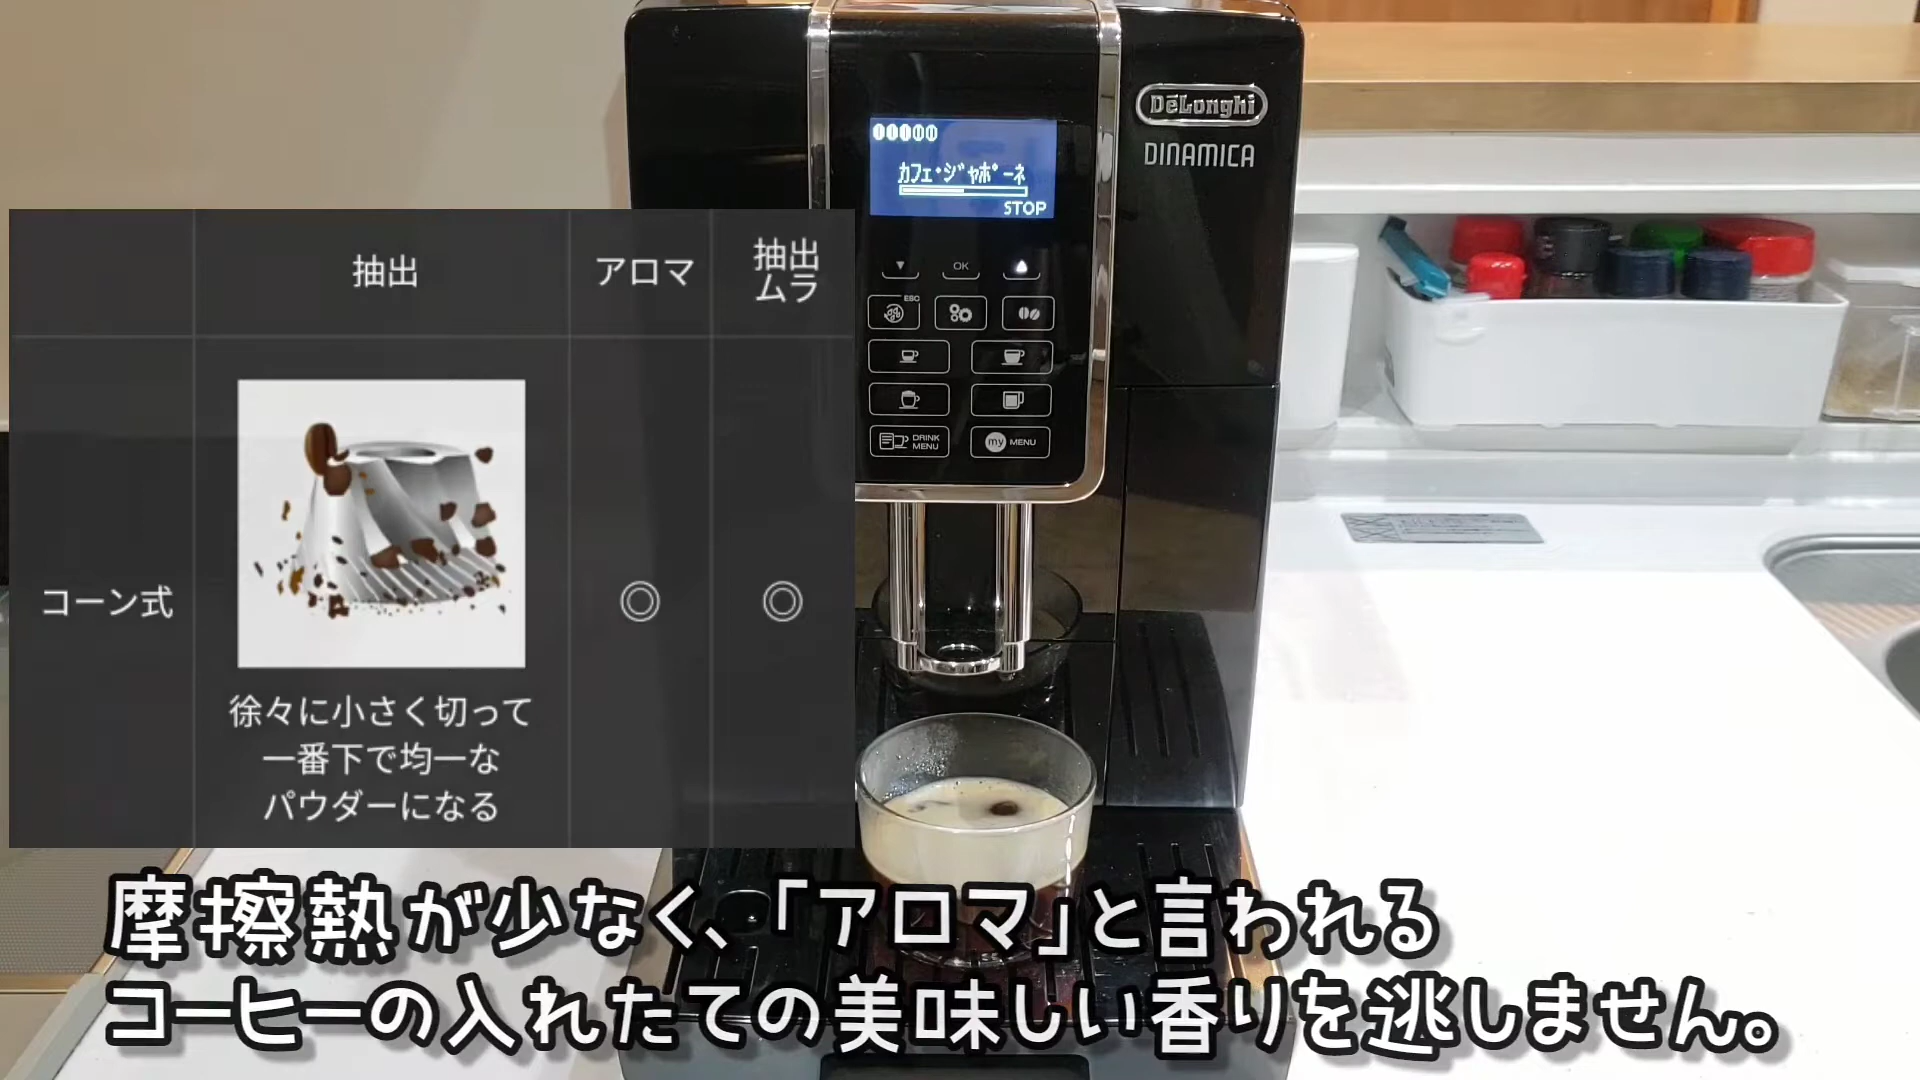 DeLonghi
DINAMICA
カフェ・ジャポーネ
STOP
OK
ESC
DRINK
MENU
my MENU
抽出
アロマ
抽出
ムラ
コーン式
◎
◎
徐々に小さく切って
一番下で均一な
パウダーになる
摩擦熱が少なく、「アロマ」と言われる
コーヒーの入れたての美味しい香りを逃しません。